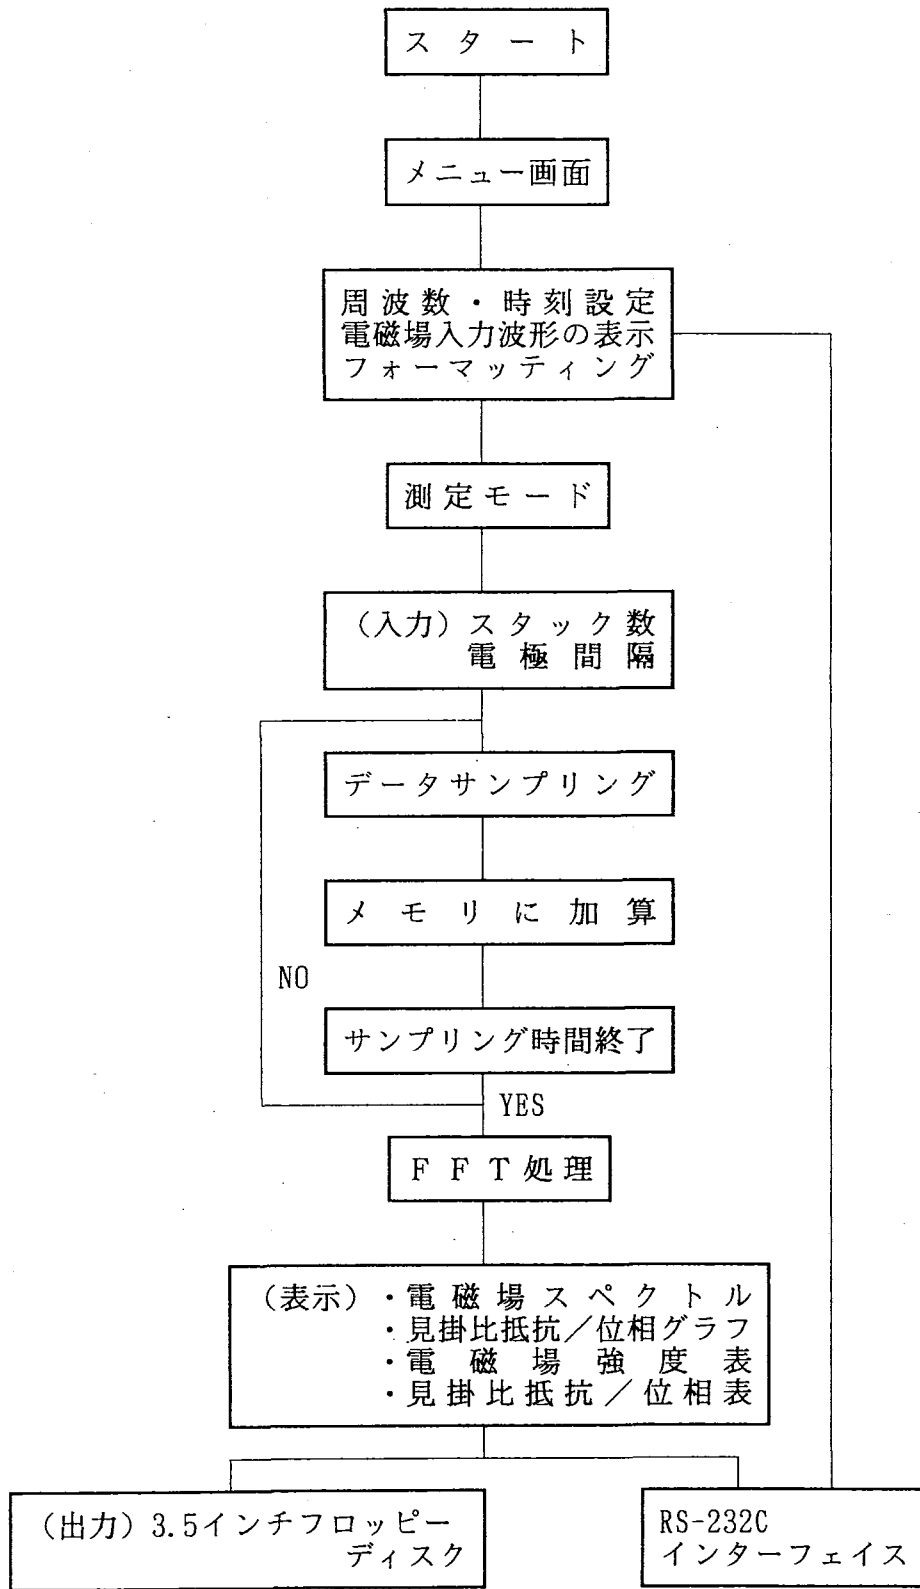 スタート
メニュー画面
周波数・時刻設定
電磁場入力波形の表示
フォーマッティング
測定モード
（入力）スタック数
電極間隔
データサンプリング
メモリに加算
NO
サンプリング時間終了
YES
ＦＦＴ処理
（表示）・電磁場スペクトル
・見掛比抵抗／位相グラフ
・電磁場強度表
・見掛比抵抗／位相表
（出力）3.5インチフロッピー
ディスク
RS-232C
インターフェイス